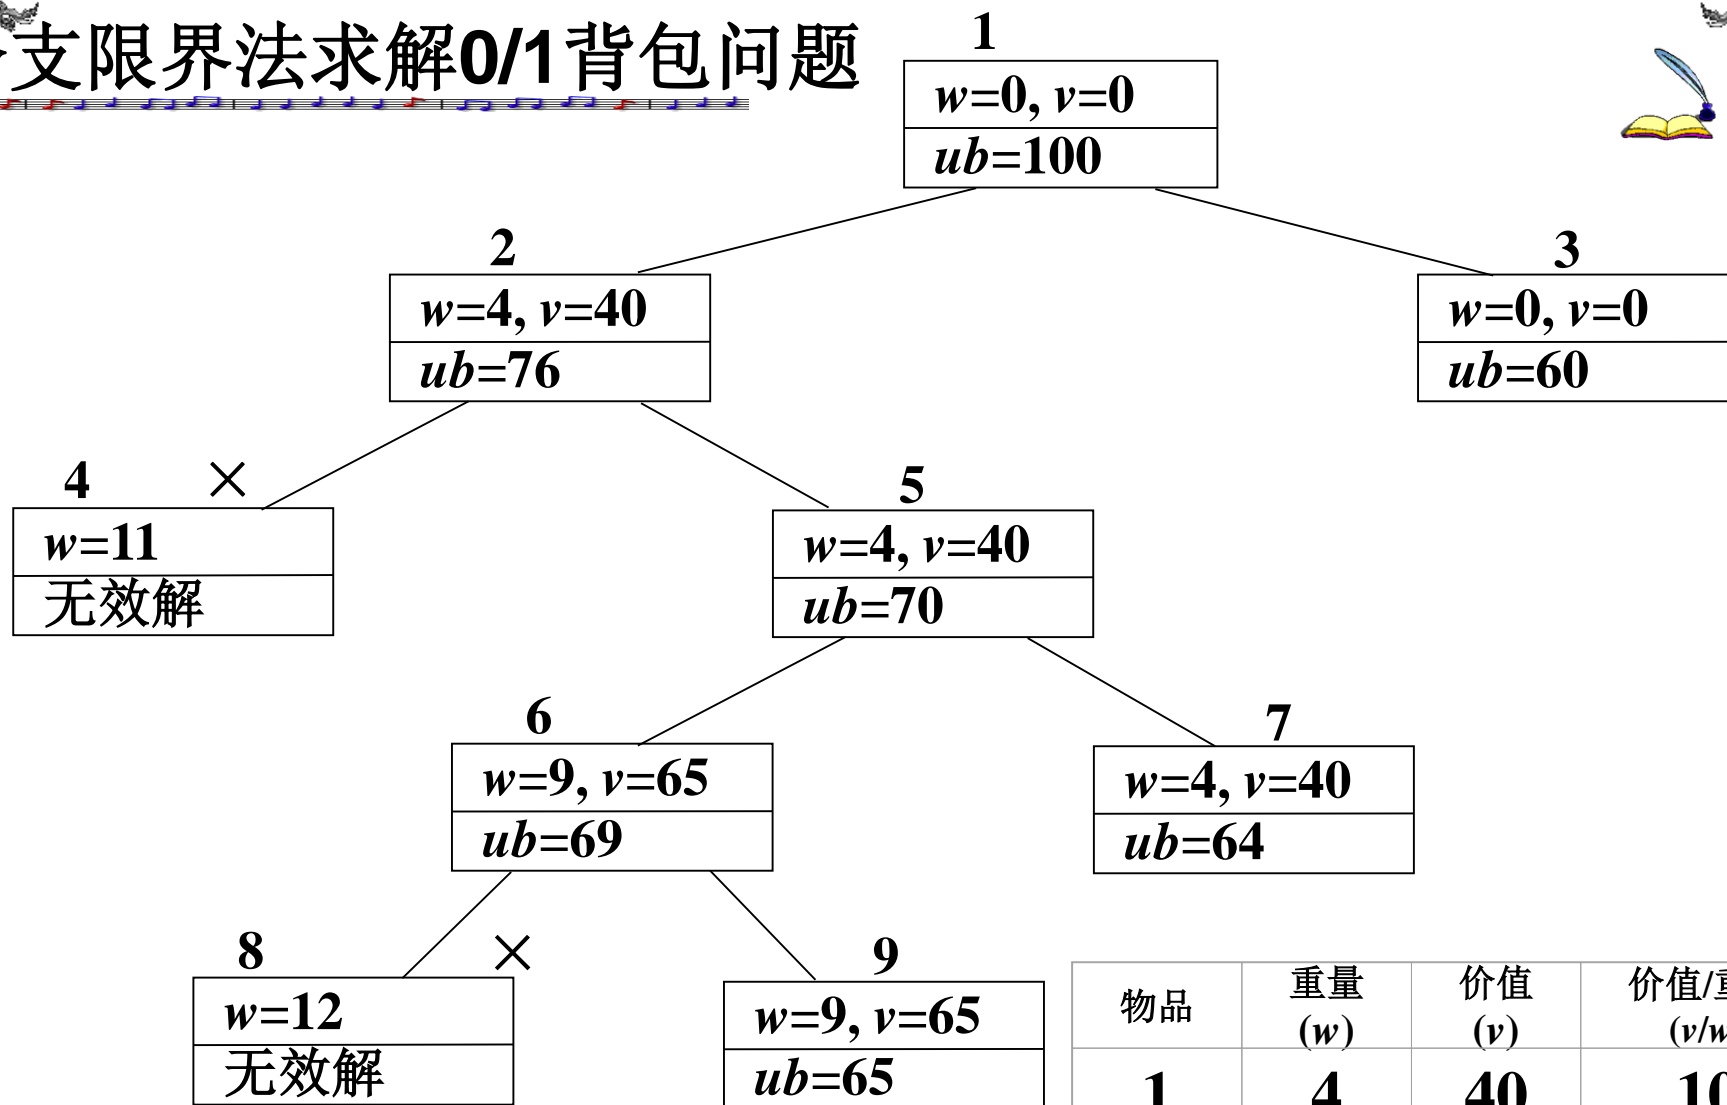 支限界法求解0/1背包问题
1
w=0, v=0
ub=100
2
w=4, v=40
ub=76
3
w=0, v=0
ub=60
4 ×
w=11
无效解
5
w=4, v=40
ub=70
6
w=9, v=65
ub=69
7
w=4, v=40
ub=64
8 ×
w=12
无效解
9
w=9, v=65
ub=65
物品 重量 价值 价值/
(w) (v) (v/w
1 4 40 10